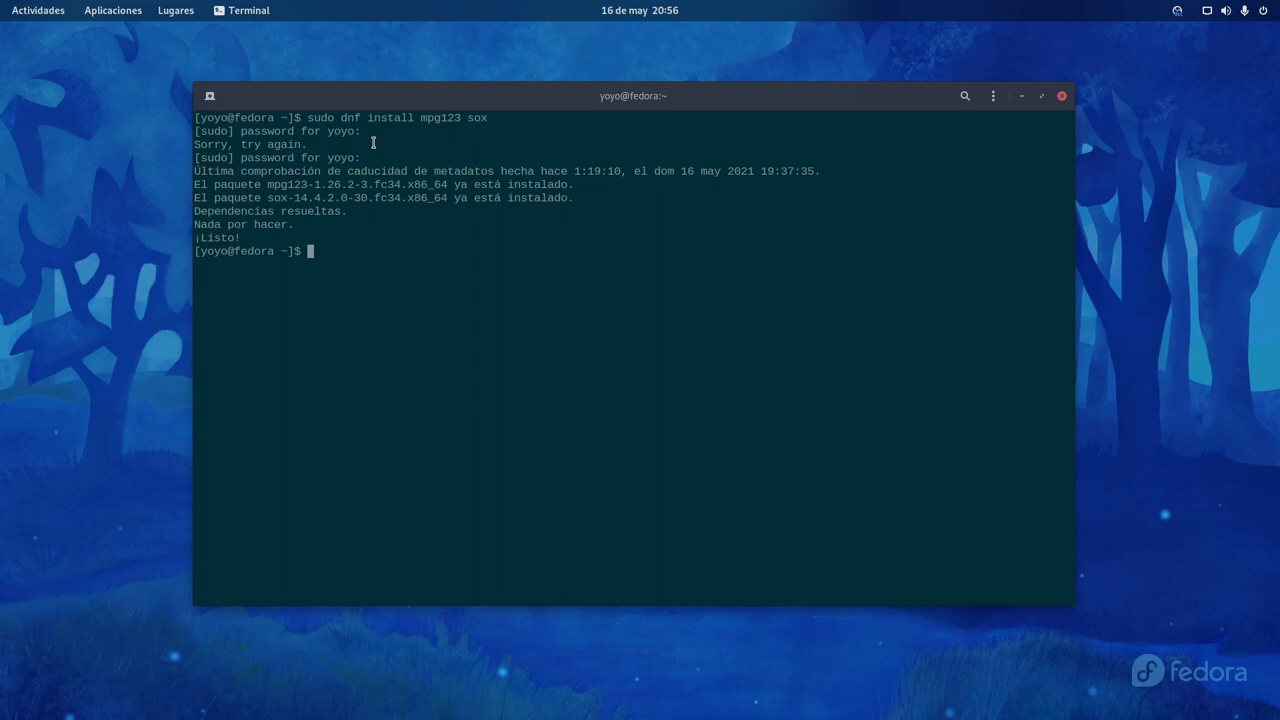 Actividades Aplicaciones Lugares Terminal 16 de may 20:56
yoyo@fedora:~
[yoyo@fedora ~]$ sudo dnf install mpg123 sox
[sudo] password for yoyo:
Sorry, try again.
[sudo] password for yoyo:
Última comprobación de caducidad de metadatos hecha hace 1:19:10, el dom 16 may 2021 19:37:35.
El paquete mpg123-1.26.2-3.fc34.x86_64 ya está instalado.
El paquete sox-14.4.2.0-30.fc34.x86_64 ya está instalado.
Dependencias resueltas.
Nada por hacer.
¡Listo!
[yoyo@fedora ~]$
fedora